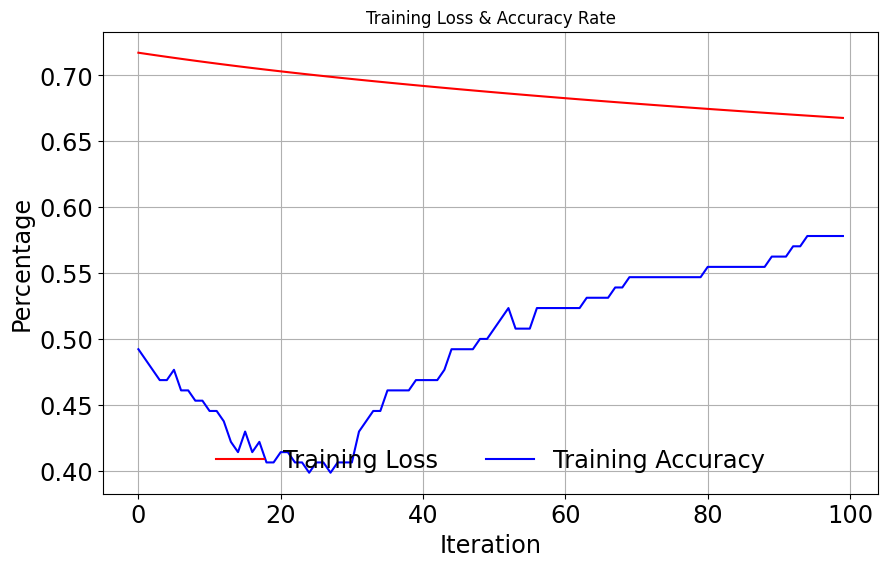 Training Loss & Accuracy Rate
0.70
0.65
0.60
0.55
0.50
0.45
0.40
Percentage
Training Loss
Training Accuracy
0 20 40 60 80 100
Iteration